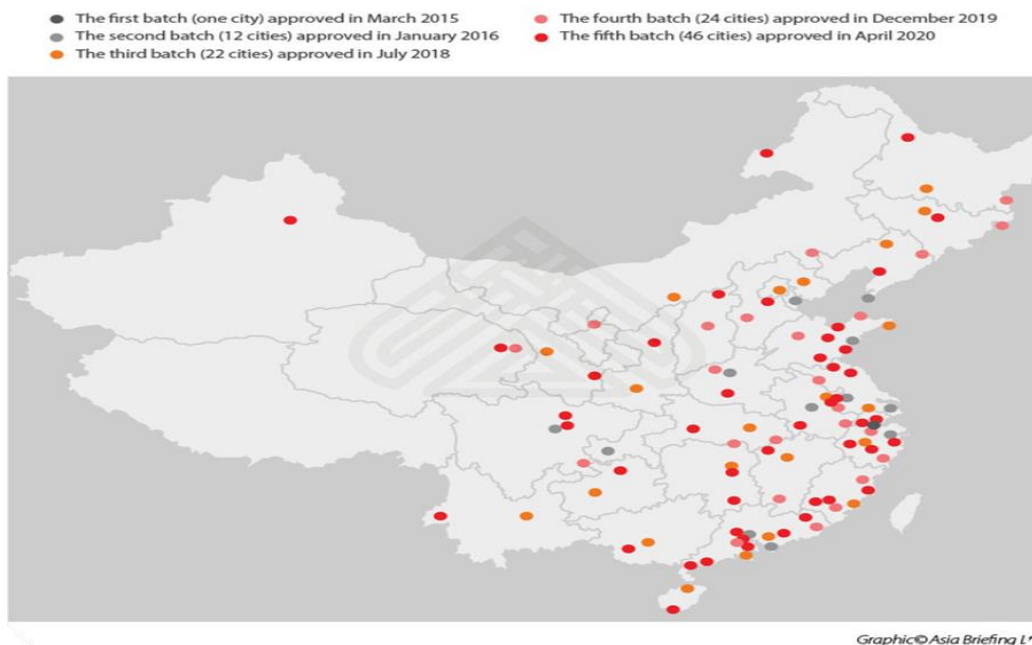 The first batch (one city) approved in March 2015
The second batch (12 cities) approved in January 2016
The third batch (22 cities) approved in July 2018
The fourth batch (24 cities) approved in December 2019
The fifth batch (46 cities) approved in April 2020
Graphic© Asia Briefing L